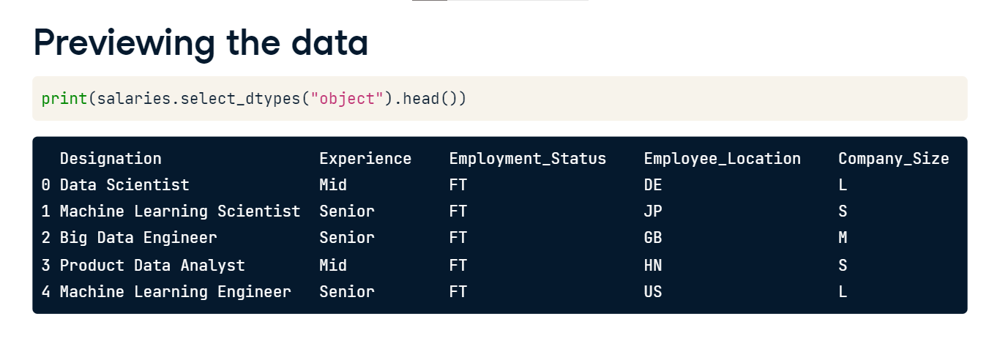 Previewing the data
print(salaries.select_dtypes("object").head())
Designation Experience Employment_Status Employee_Location Company_Size
0 Data Scientist Mid FT DE L
1 Machine Learning Scientist Senior FT JP S
2 Big Data Engineer Senior FT GB M
3 Product Data Analyst Mid FT HN S
4 Machine Learning Engineer Senior FT US L